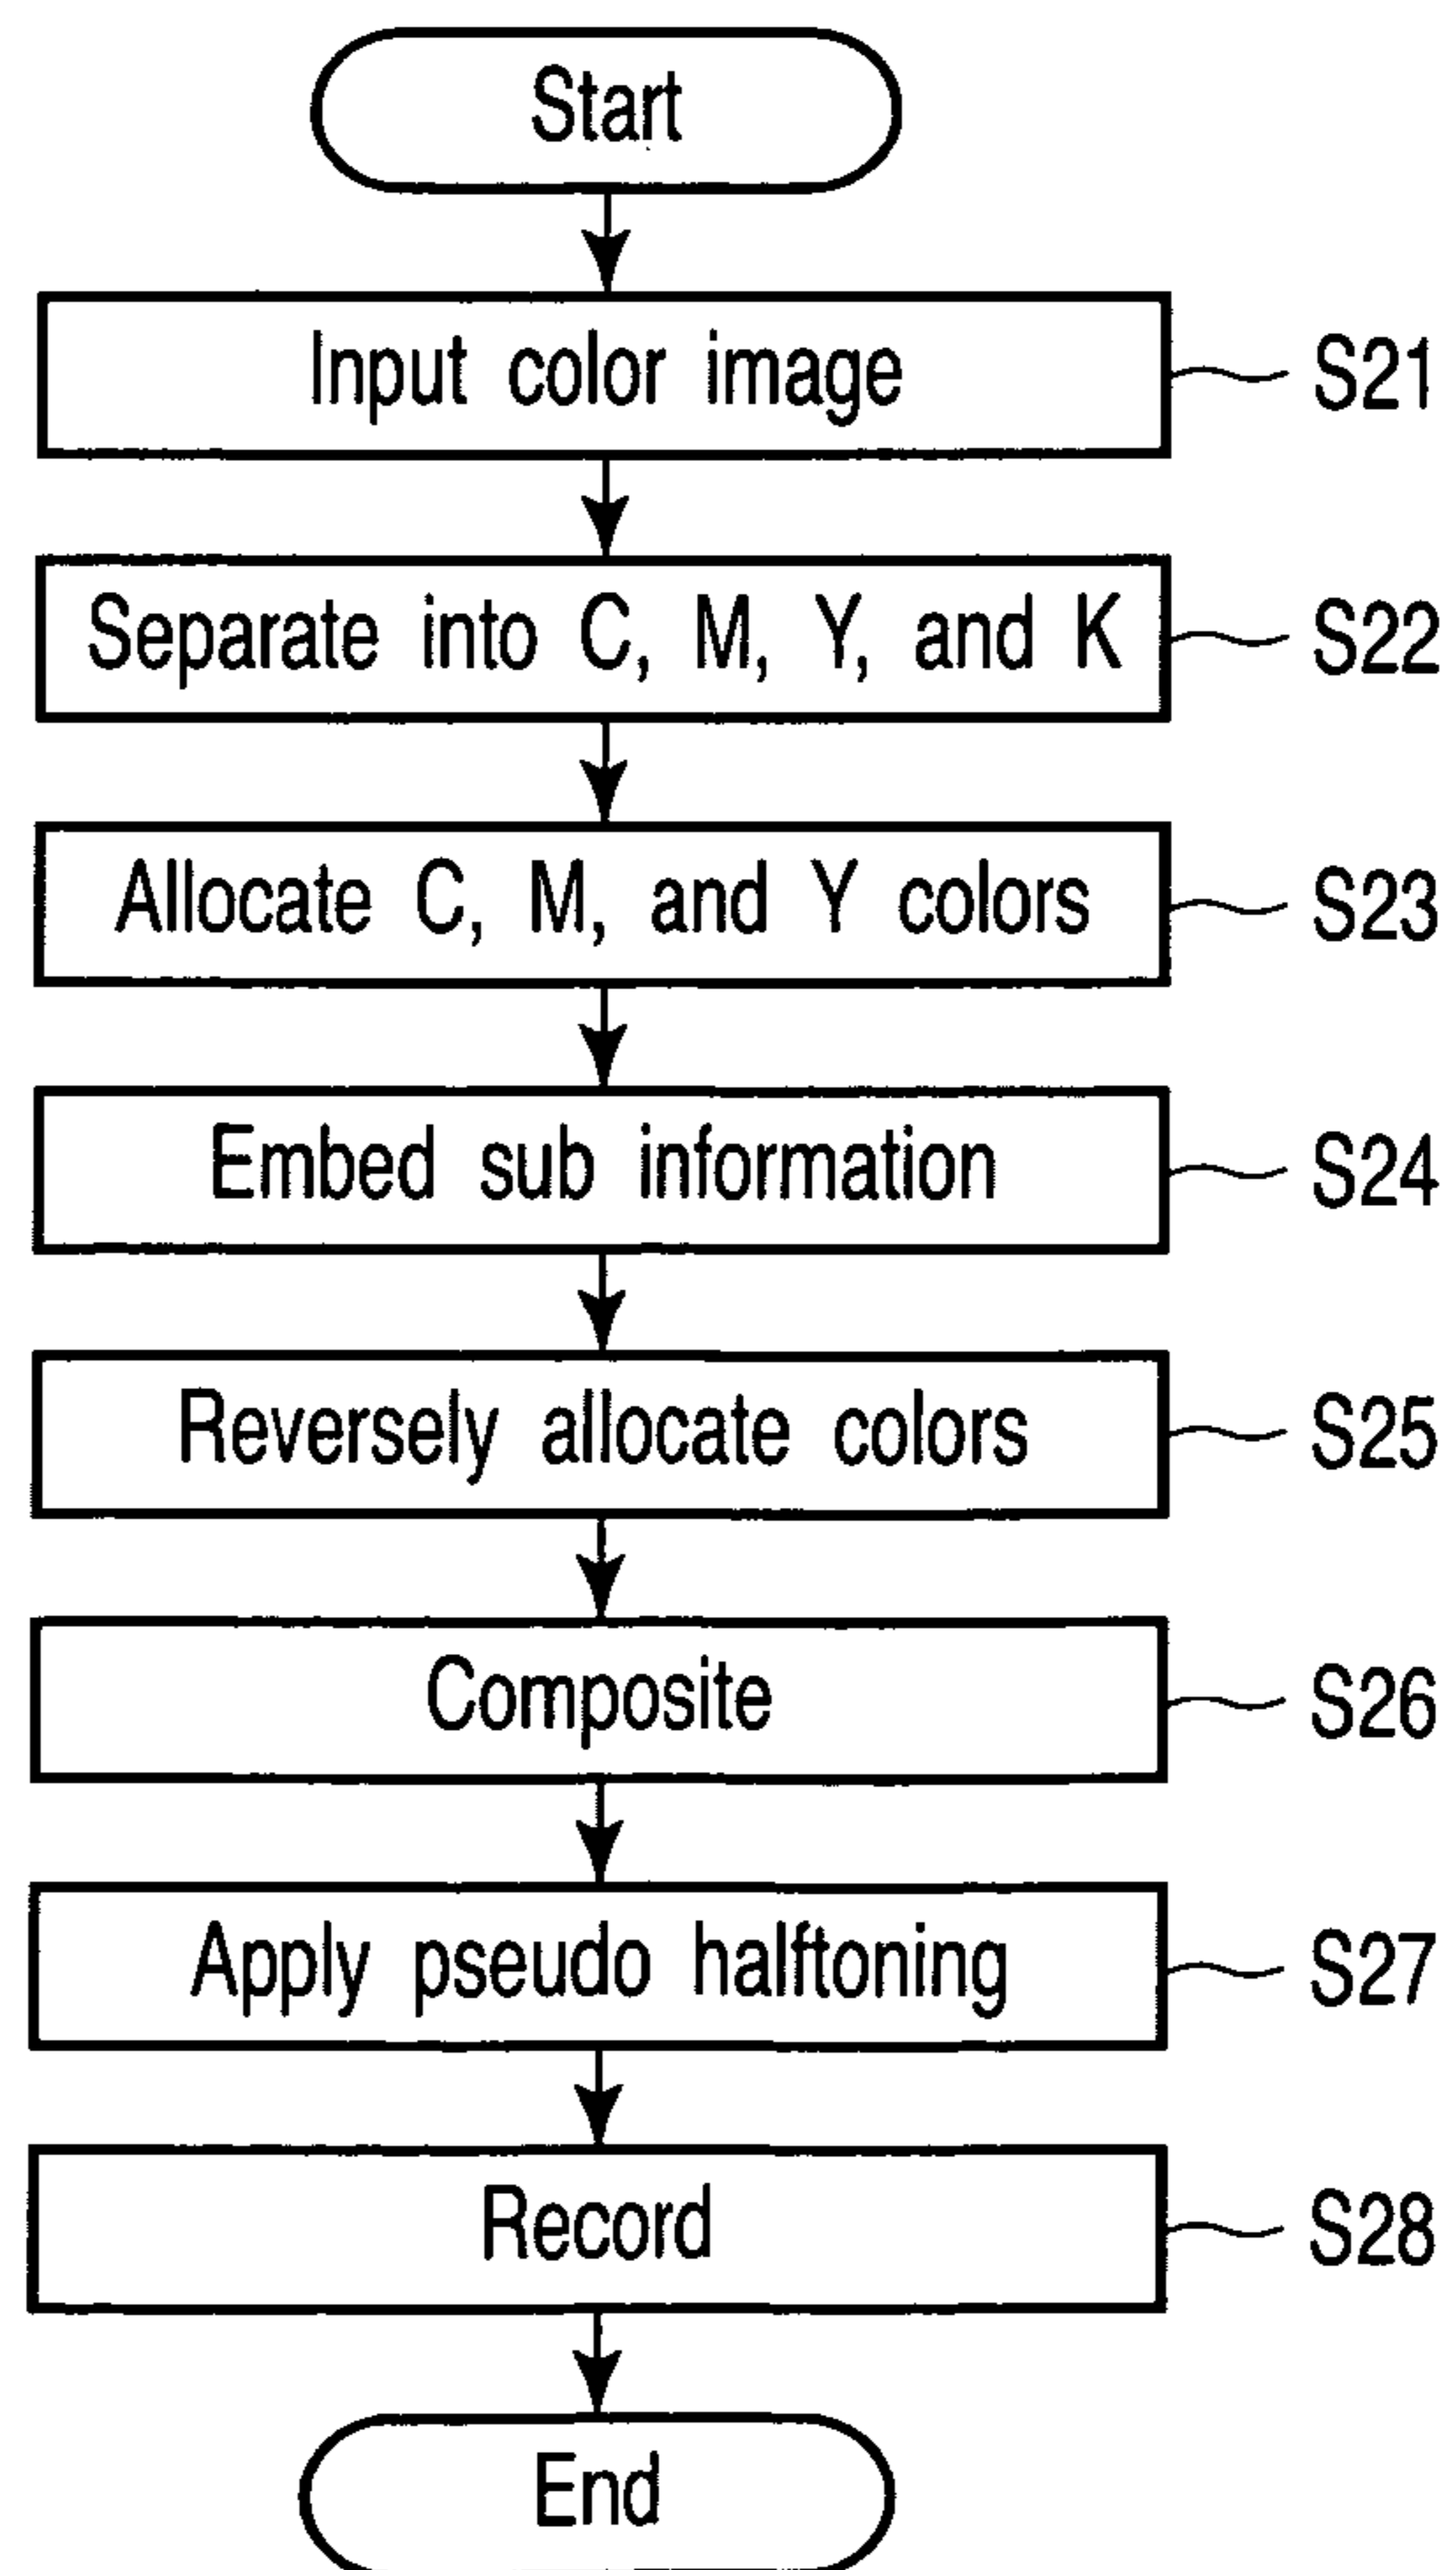 Start
Input color image S21
Separate into C, M, Y, and K S22
Allocate C, M, and Y colors S23
Embed sub information S24
Reversely allocate colors S25
Composite S26
Apply pseudo halftoning S27
Record S28
End